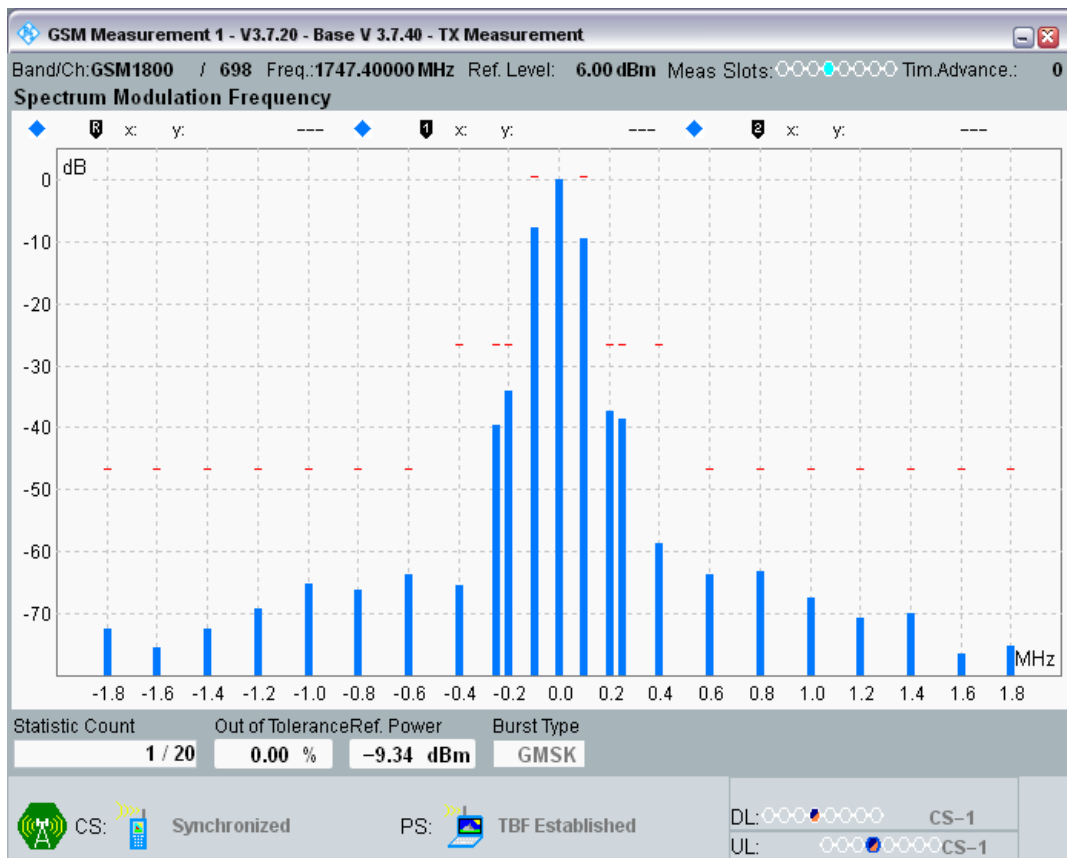 GSM Measurement 1 - V3.7.20 - Base V 3.7.40 - TX Measurement
Band/Ch:GSM1800 / 698 Freq.:1747.40000 MHz Ref. Level: 6.00 dBm Meas Slots: Tim.Advance.: 0
Spectrum Modulation Frequency
R x: y: --- 1 x: y: --- 2 x: y: ---
dB
0
-10
-20
-30
-40
-50
-60
-70
MHz
-1.8 -1.6 -1.4 -1.2 -1.0 -0.8 -0.6 -0.4 -0.2 0.0 0.2 0.4 0.6 0.8 1.0 1.2 1.4 1.6 1.8
Statistic Count Out of Tolerance Ref. Power Burst Type
1 / 20 0.00 % −9.34 dBm GMSK
CS: Synchronized PS: TBF Established DL: CS−1
UL: CS−1